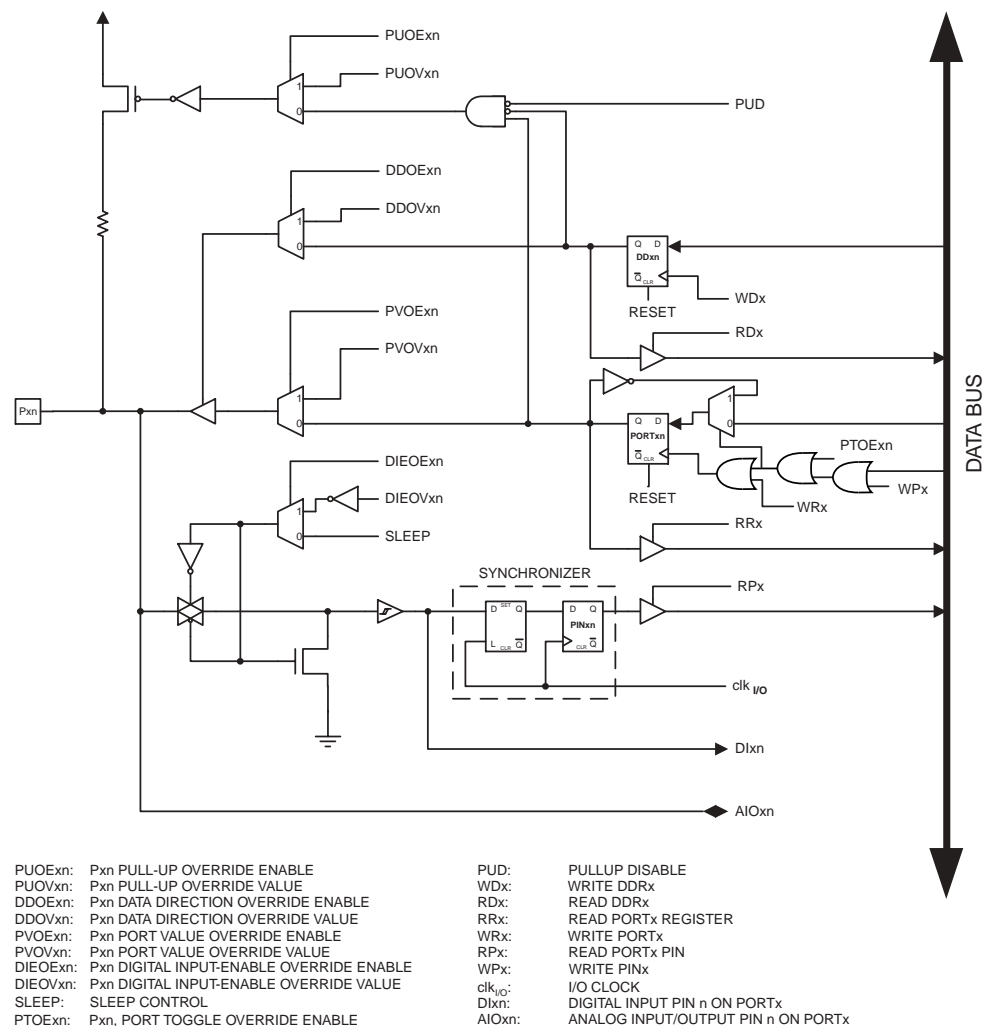 PUOExn
PUOVxn
1
0
PUD
DDOExn
DDOVxn
1
0
Q D
DDxn
Q CLR
WDx
RESET
PVOExn
RDx
PVOVxn
1
0
Pxn
1
0
Q D
PORTxn
Q CLR
PTOExn
DATA BUS
DIEOExn
WPx
RESET
WRx
DIEOVxn
1
0
SLEEP
RRx
SYNCHRONIZER
RPx
D SET Q
L CLR Q
D Q
PINxn
CLR Q
clk I/O
DIxn
AIOxn
PUOExn: Pxn PULL-UP OVERRIDE ENABLE
PUOVxn: Pxn PULL-UP OVERRIDE VALUE
DDOExn: Pxn DATA DIRECTION OVERRIDE ENABLE
DDOVxn: Pxn DATA DIRECTION OVERRIDE VALUE
PVOExn: Pxn PORT VALUE OVERRIDE ENABLE
PVOVxn: Pxn PORT VALUE OVERRIDE VALUE
DIEOExn: Pxn DIGITAL INPUT-ENABLE OVERRIDE ENABLE
DIEOVxn: Pxn DIGITAL INPUT-ENABLE OVERRIDE VALUE
SLEEP: SLEEP CONTROL
PTOExn: Pxn, PORT TOGGLE OVERRIDE ENABLE
PUD: PULLUP DISABLE
WDx: WRITE DDRx
RDx: READ DDRx
RRx: READ PORTx REGISTER
WRx: WRITE PORTx
RPx: READ PORTx PIN
WPx: WRITE PINx
clkI/O: I/O CLOCK
DIxn: DIGITAL INPUT PIN n ON PORTx
AIOxn: ANALOG INPUT/OUTPUT PIN n ON PORTx